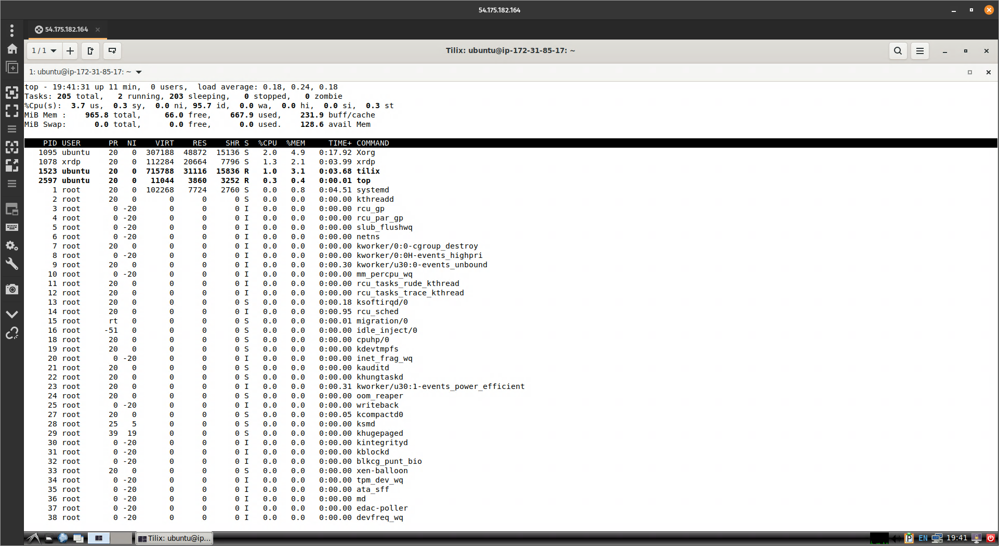 54.175.182.164
54.175.182.164
1 / 1
Tilix: ubuntu@ip-172-31-85-17: ~
1: ubuntu@ip-172-31-85-17: ~
top - 19:41:31 up 11 min,  0 users,  load average: 0.18, 0.24, 0.18
Tasks: 205 total,   2 running, 203 sleeping,   0 stopped,   0 zombie
%Cpu(s):  3.7 us,  0.3 sy,  0.0 ni, 95.7 id,  0.0 wa,  0.0 hi,  0.0 si,  0.3 st
MiB Mem :    965.8 total,     66.0 free,    667.9 used,    231.9 buff/cache
MiB Swap:      0.0 total,      0.0 free,      0.0 used.    128.6 avail Mem
PID USER      PR  NI    VIRT    RES    SHR S  %CPU  %MEM     TIME+ COMMAND
1095 ubuntu    20   0  307188  48872  15136 S   2.0   4.9   0:17.92 Xorg
1078 xrdp      20   0  112284  20664   7796 S   1.3   2.1   0:03.99 xrdp
1523 ubuntu    20   0  715788  31116  15836 R   1.0   3.1   0:03.68 tilix
2597 ubuntu    20   0   11044   3860   3252 R   0.3   0.4   0:00.01 top
1 root      20   0  102268   7724   2760 S   0.0   0.8   0:04.51 systemd
2 root      20   0       0      0      0 S   0.0   0.0   0:00.00 kthreadd
3 root       0 -20       0      0      0 I   0.0   0.0   0:00.00 rcu_gp
4 root       0 -20       0      0      0 I   0.0   0.0   0:00.00 rcu_par_gp
5 root       0 -20       0      0      0 I   0.0   0.0   0:00.00 slub_flushwq
6 root       0 -20       0      0      0 I   0.0   0.0   0:00.00 netns
7 root      20   0       0      0      0 I   0.0   0.0   0:00.00 kworker/0:0-cgroup_destroy
8 root       0 -20       0      0      0 I   0.0   0.0   0:00.00 kworker/0:0H-events_highpri
9 root      20   0       0      0      0 I   0.0   0.0   0:00.30 kworker/u30:0-events_unbound
10 root       0 -20       0      0      0 I   0.0   0.0   0:00.00 mm_percpu_wq
11 root      20   0       0      0      0 I   0.0   0.0   0:00.00 rcu_tasks_rude_kthread
12 root      20   0       0      0      0 I   0.0   0.0   0:00.00 rcu_tasks_trace_kthread
13 root      20   0       0      0      0 S   0.0   0.0   0:00.18 ksoftirqd/0
14 root      20   0       0      0      0 I   0.0   0.0   0:00.95 rcu_sched
15 root      rt   0       0      0      0 S   0.0   0.0   0:00.01 migration/0
16 root     -51   0       0      0      0 S   0.0   0.0   0:00.00 idle_inject/0
18 root      20   0       0      0      0 S   0.0   0.0   0:00.00 cpuhp/0
19 root      20   0       0      0      0 S   0.0   0.0   0:00.00 kdevtmpfs
20 root       0 -20       0      0      0 I   0.0   0.0   0:00.00 inet_frag_wq
21 root      20   0       0      0      0 S   0.0   0.0   0:00.00 kauditd
22 root      20   0       0      0      0 S   0.0   0.0   0:00.00 khungtaskd
23 root      20   0       0      0      0 I   0.0   0.0   0:00.31 kworker/u30:1-events_power_efficient
24 root      20   0       0      0      0 S   0.0   0.0   0:00.00 oom_reaper
25 root       0 -20       0      0      0 I   0.0   0.0   0:00.00 writeback
27 root      20   0       0      0      0 S   0.0   0.0   0:00.05 kcompactd0
28 root      25   5       0      0      0 S   0.0   0.0   0:00.00 ksmd
29 root      39  19       0      0      0 S   0.0   0.0   0:00.00 khugepaged
30 root       0 -20       0      0      0 I   0.0   0.0   0:00.00 kintegrityd
31 root       0 -20       0      0      0 I   0.0   0.0   0:00.00 kblockd
32 root       0 -20       0      0      0 I   0.0   0.0   0:00.00 blkcg_punt_bio
33 root      20   0       0      0      0 S   0.0   0.0   0:00.00 xen-balloon
34 root       0 -20       0      0      0 I   0.0   0.0   0:00.00 tpm_dev_wq
35 root       0 -20       0      0      0 I   0.0   0.0   0:00.00 ata_sff
36 root       0 -20       0      0      0 I   0.0   0.0   0:00.00 md
37 root       0 -20       0      0      0 I   0.0   0.0   0:00.00 edac-poller
38 root       0 -20       0      0      0 I   0.0   0.0   0:00.00 devfreq_wq
Tilix: ubuntu@ip... P EN 19:41